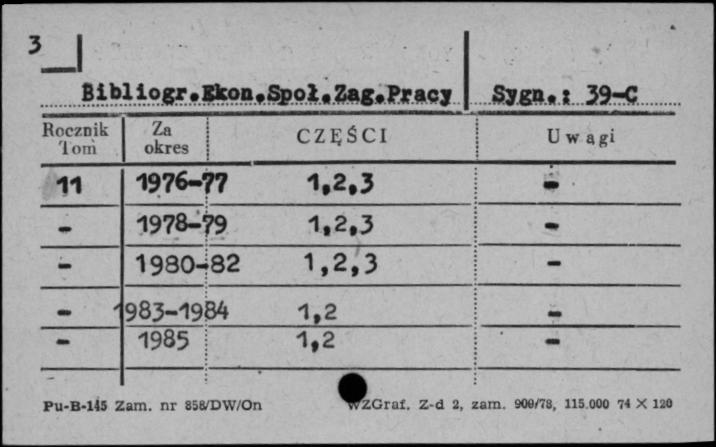 3
Bibliogr.Ekon.Społ.Zag.Pracy Sygn.: 39-C
Rocznik Tom Za okres CZĘŚCI Uwagi
11 1976-77 1,2,3 -
- 1978-79 1,2,3 -
- 1980-82 1,2,3 -
- 1983-1984 1,2 -
- 1985 1,2 -
Pu-B-145 Zam. nr 858/DW/On WZGraf. Z-d 2, zam. 900/78, 115.000 74 X 120